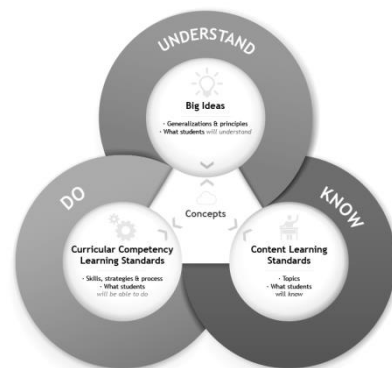 UNDERSTAND
Big Ideas
· Generalizations & principles
· What students will understand
DO
KNOW
Concepts
Curricular Competency
Learning Standards
· Skills, strategies & process
· What students
will be able to do
Content Learning
Standards
· Topics
· What students
will know